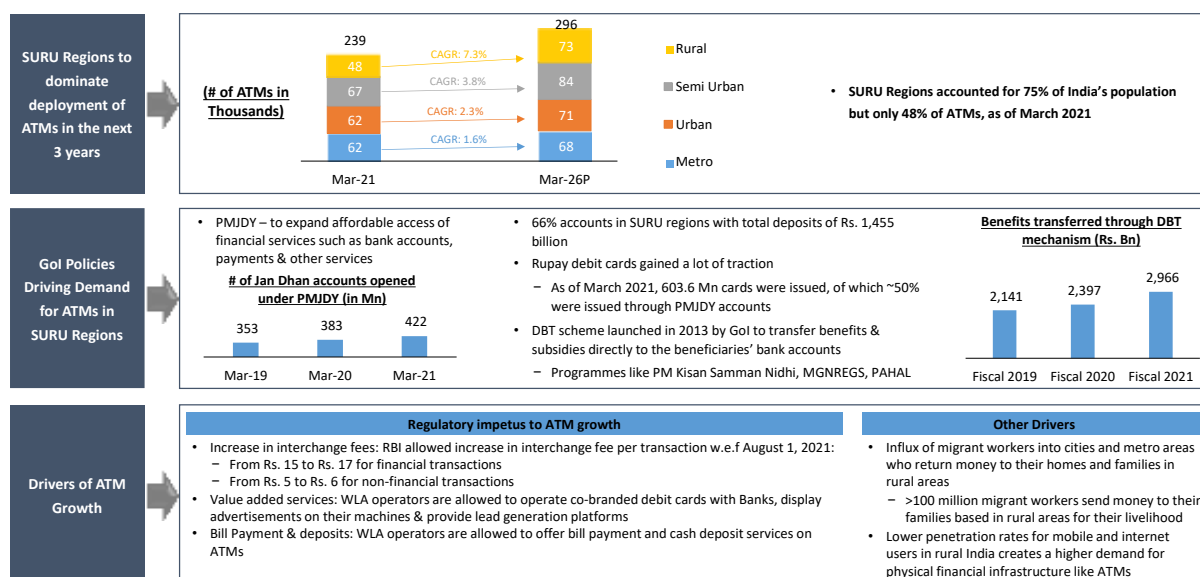 SURU Regions to
dominate
deployment of
ATMs in the next
3 years
(# of ATMs in
Thousands)
239
48
67
62
62
Mar-21
CAGR: 7.3%
CAGR: 3.8%
CAGR: 2.3%
CAGR: 1.6%
296
73
84
71
68
Mar-26P
Rural
Semi Urban
Urban
Metro
• SURU Regions accounted for 75% of India's population
but only 48% of ATMs, as of March 2021
GoI Policies
Driving Demand
for ATMs in
SURU Regions
• PMJDY – to expand affordable access of
financial services such as bank accounts,
payments & other services
# of Jan Dhan accounts opened
under PMJDY (in Mn)
353
383
422
Mar-19
Mar-20
Mar-21
• 66% accounts in SURU regions with total deposits of Rs. 1,455
billion
• Rupay debit cards gained a lot of traction
− As of March 2021, 603.6 Mn cards were issued, of which ~50%
were issued through PMJDY accounts
• DBT scheme launched in 2013 by GoI to transfer benefits &
subsidies directly to the beneficiaries' bank accounts
− Programmes like PM Kisan Samman Nidhi, MGNREGS, PAHAL
Benefits transferred through DBT
mechanism (Rs. Bn)
2,141
2,397
2,966
Fiscal 2019
Fiscal 2020
Fiscal 2021
Drivers of ATM
Growth
Regulatory impetus to ATM growth
• Increase in interchange fees: RBI allowed increase in interchange fee per transaction w.e.f August 1, 2021:
− From Rs. 15 to Rs. 17 for financial transactions
− From Rs. 5 to Rs. 6 for non-financial transactions
• Value added services: WLA operators are allowed to operate co-branded debit cards with Banks, display
advertisements on their machines & provide lead generation platforms
• Bill Payment & deposits: WLA operators are allowed to offer bill payment and cash deposit services on
ATMs
Other Drivers
• Influx of migrant workers into cities and metro areas
who return money to their homes and families in
rural areas
− >100 million migrant workers send money to their
families based in rural areas for their livelihood
• Lower penetration rates for mobile and internet
users in rural India creates a higher demand for
physical financial infrastructure like ATMs